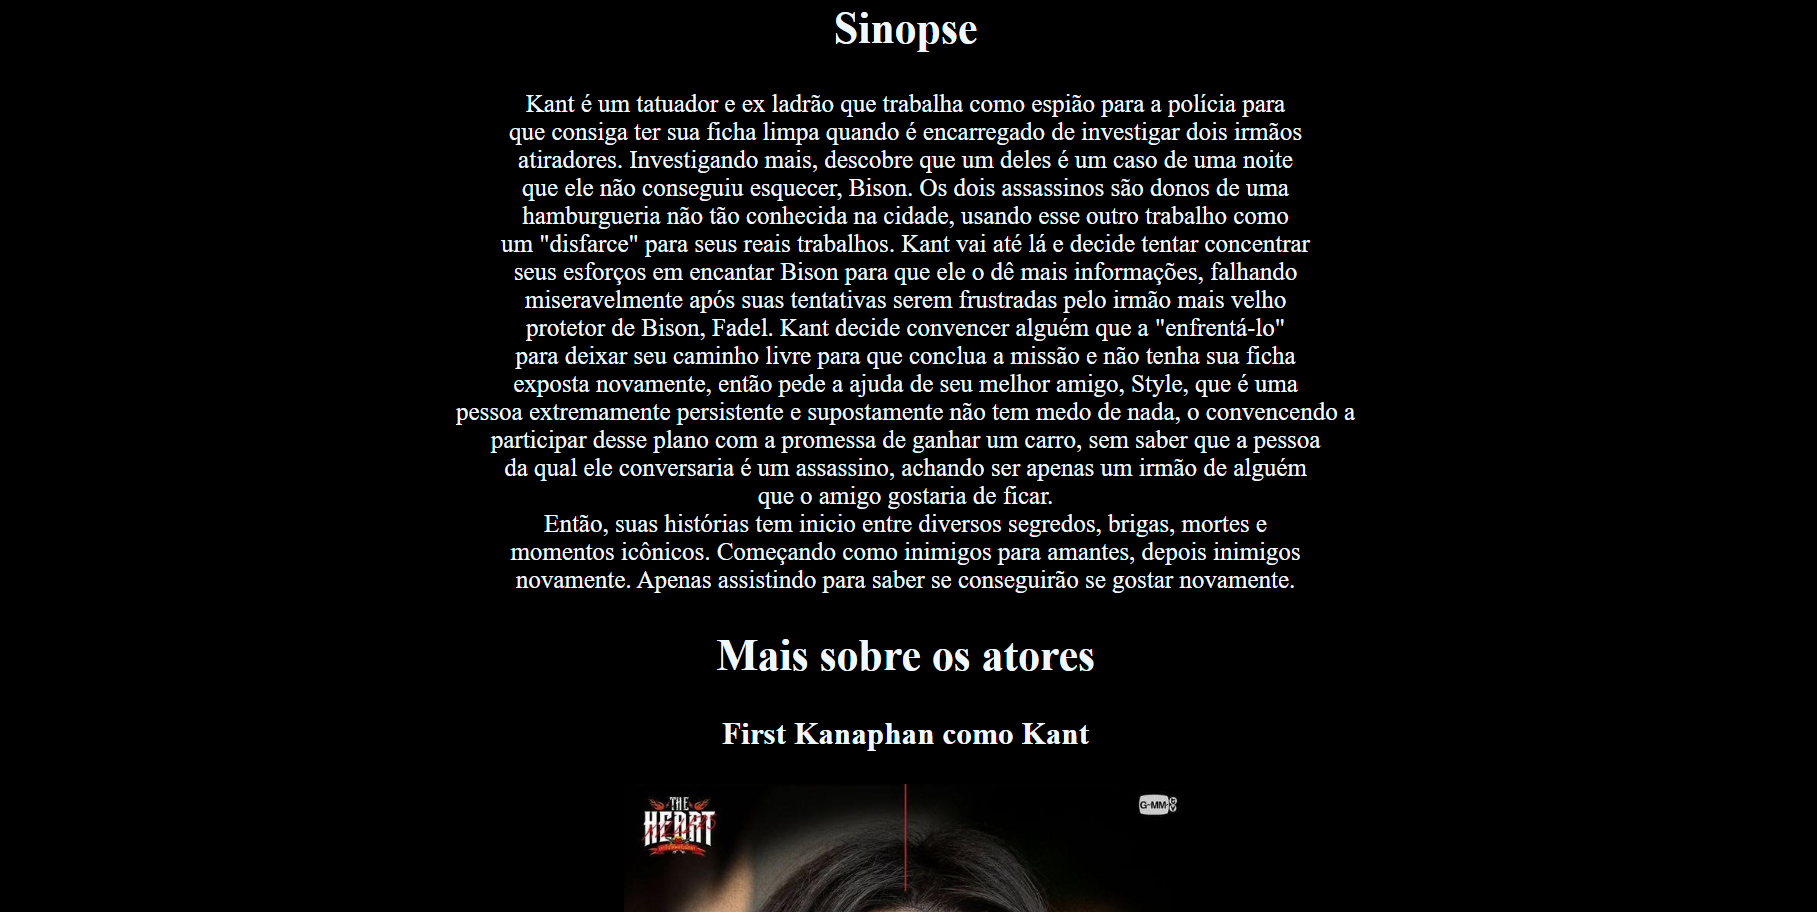 Sinopse
Kant é um tatuador e ex ladrão que trabalha como espião para a polícia para
que consiga ter sua ficha limpa quando é encarregado de investigar dois irmãos
atiradores. Investigando mais, descobre que um deles é um caso de uma noite
que ele não conseguiu esquecer, Bison. Os dois assassinos são donos de uma
hamburgueria não tão conhecida na cidade, usando esse outro trabalho como
um "disfarce" para seus reais trabalhos. Kant vai até lá e decide tentar concentrar
seus esforços em encantar Bison para que ele o dê mais informações, falhando
miseravelmente após suas tentativas serem frustradas pelo irmão mais velho
protetor de Bison, Fadel. Kant decide convencer alguém que a "enfrentá-lo"
para deixar seu caminho livre para que conclua a missão e não tenha sua ficha
exposta novamente, então pede a ajuda de seu melhor amigo, Style, que é uma
pessoa extremamente persistente e supostamente não tem medo de nada, o convencendo a
participar desse plano com a promessa de ganhar um carro, sem saber que a pessoa
da qual ele conversaria é um assassino, achando ser apenas um irmão de alguém
que o amigo gostaria de ficar.
Então, suas histórias tem inicio entre diversos segredos, brigas, mortes e
momentos icônicos. Começando como inimigos para amantes, depois inimigos
novamente. Apenas assistindo para saber se conseguirão se gostar novamente.
Mais sobre os atores
First Kanaphan como Kant
THE
HEART
G-MM-TV